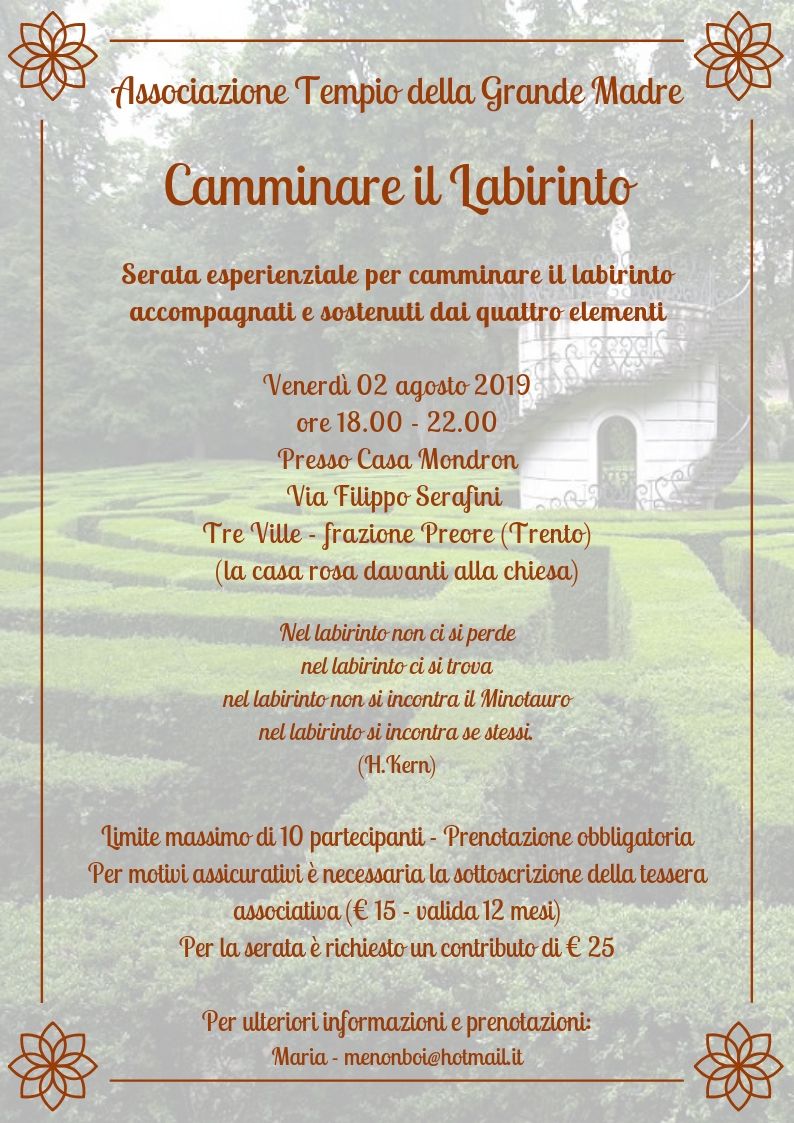 Associazione Tempio della Grande Madre
Camminare il Labirinto
Serata esperienziale per camminare il labirinto
accompagnati e sostenuti dai quattro elementi
Venerdì 02 agosto 2019
ore 18.00 - 22.00
Presso Casa Mondron
Via Filippo Serafini
Tre Ville - frazione Preore (Trento)
(la casa rosa davanti alla chiesa)
Nel labirinto non ci si perde
nel labirinto ci si trova
nel labirinto non si incontra il Minotauro
nel labirinto si incontra se stessi.
(H.Kern)
Limite massimo di 10 partecipanti - Prenotazione obbligatoria
Per motivi assicurativi è necessaria la sottoscrizione della tessera
associativa (€ 15 - valida 12 mesi)
Per la serata è richiesto un contributo di € 25
Per ulteriori informazioni e prenotazioni:
Maria - menonboi@hotmail.it